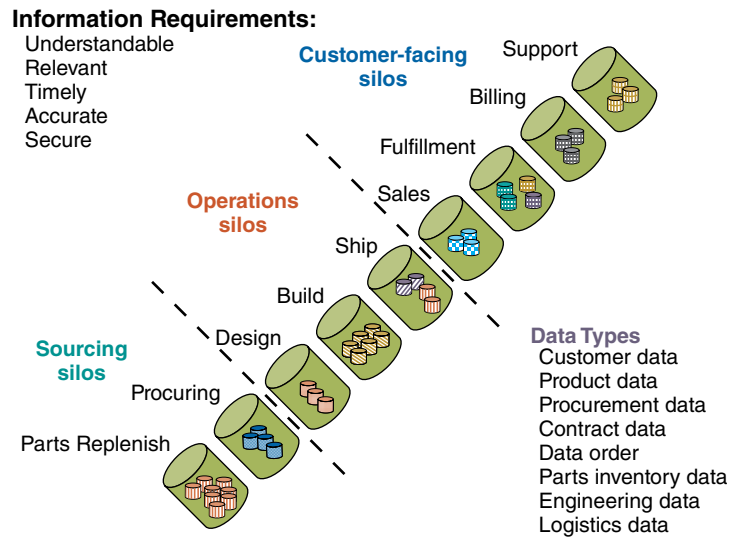 Information Requirements:
Understandable
Relevant
Timely
Accurate
Secure
Customer-facing
silos
Support
Billing
Fulfillment
Sales
Operations
silos
Ship
Build
Design
Sourcing
silos
Procuring
Parts Replenish
Data Types
Customer data
Product data
Procurement data
Contract data
Data order
Parts inventory data
Engineering data
Logistics data